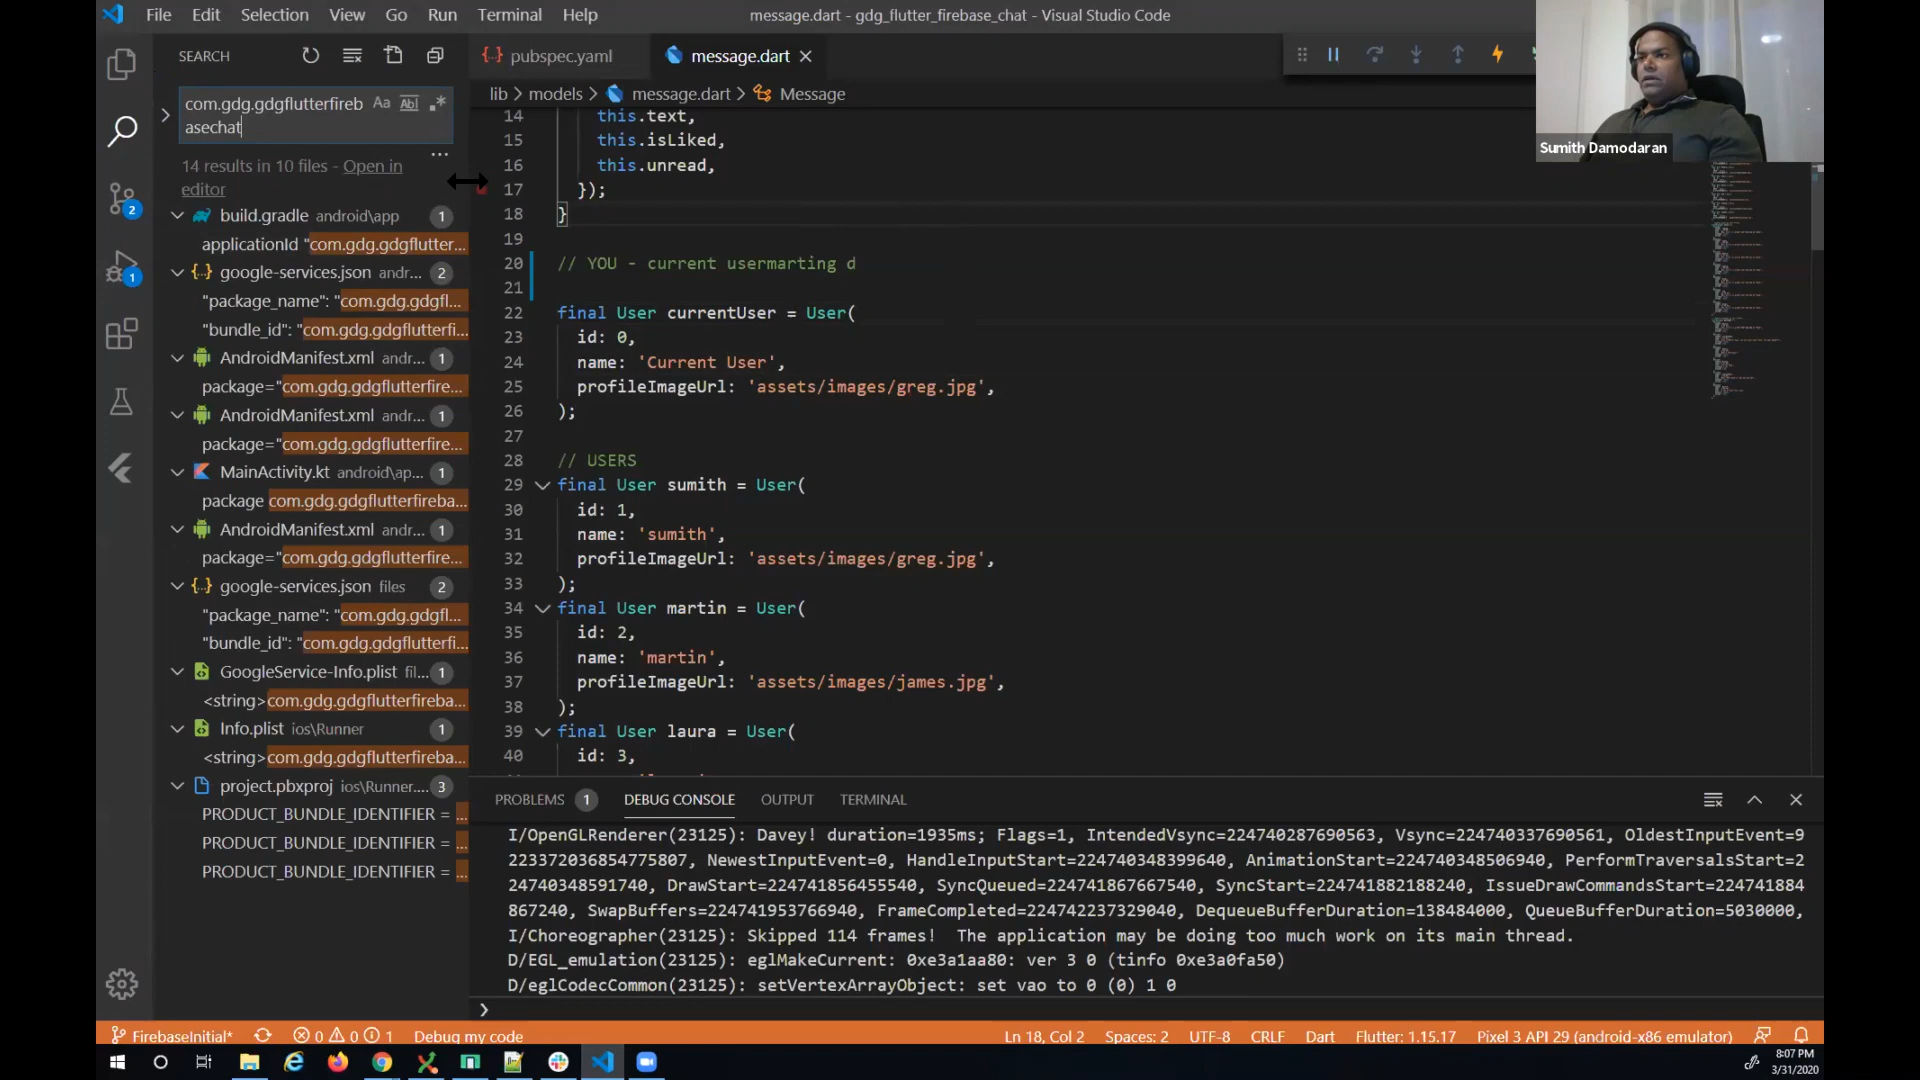 File Edit Selection View Go Run Terminal Help
message.dart - gdg_flutter_firebase_chat - Visual Studio Code
SEARCH
pubspec.yaml
message.dart
com.gdg.gdgflutterfireb
asechat
Aa
Abl
14 results in 10 files - Open in
editor
build.gradle android\app 1
applicationId "com.gdg.gdgflutter...
google-services.json andr... 2
"package_name": "com.gdg.gdgfl...
"bundle_id": "com.gdg.gdgflutterfi...
AndroidManifest.xml andr... 1
package="com.gdg.gdgflutterfire...
AndroidManifest.xml andr... 1
package="com.gdg.gdgflutterfire...
MainActivity.kt android\ap... 1
package com.gdg.gdgflutterfireba...
AndroidManifest.xml andr... 1
package="com.gdg.gdgflutterfire...
google-services.json files 2
"package_name": "com.gdg.gdgfl...
"bundle_id": "com.gdg.gdgflutterfi...
GoogleService-Info.plist fil... 1
<string>com.gdg.gdgflutterfireba...
Info.plist ios\Runner 1
<string>com.gdg.gdgflutterfireba...
project.pbxproj ios\Runner.... 3
PRODUCT_BUNDLE_IDENTIFIER = ...
PRODUCT_BUNDLE_IDENTIFIER = ...
PRODUCT_BUNDLE_IDENTIFIER = ...
2
1
lib > models > message.dart > Message
14 this.text,
15 this.isLiked,
16 this.unread,
17 });
18 }
19
20 // YOU - current usermarting d
21
22 final User currentUser = User(
23 id: 0,
24 name: 'Current User',
25 profileImageUrl: 'assets/images/greg.jpg',
26 );
27
28 // USERS
29 final User sumith = User(
30 id: 1,
31 name: 'sumith',
32 profileImageUrl: 'assets/images/greg.jpg',
33 );
34 final User martin = User(
35 id: 2,
36 name: 'martin',
37 profileImageUrl: 'assets/images/james.jpg',
38 );
39 final User laura = User(
40 id: 3,
Sumith Damodaran
PROBLEMS 1 DEBUG CONSOLE OUTPUT TERMINAL
I/OpenGLRenderer(23125): Davey! duration=1935ms; Flags=1, IntendedVsync=224740287690563, Vsync=224740337690561, OldestInputEvent=9
223372036854775807, NewestInputEvent=0, HandleInputStart=224740348399640, AnimationStart=224740348506940, PerformTraversalsStart=2
24740348591740, DrawStart=224741856455540, SyncQueued=224741867667540, SyncStart=224741882188240, IssueDrawCommandsStart=224741884
867240, SwapBuffers=224741953766940, FrameCompleted=224742237329040, DequeueBufferDuration=138484000, QueueBufferDuration=5030000,
I/Choreographer(23125): Skipped 114 frames!  The application may be doing too much work on its main thread.
D/EGL_emulation(23125): eglMakeCurrent: 0xe3a1aa80: ver 3 0 (tinfo 0xe3a0fa50)
D/eglCodecCommon(23125): setVertexArrayObject: set vao to 0 (0) 1 0
FirebaseInitial* 0 0 1 Debug my code
Ln 18, Col 2 Spaces: 2 UTF-8 CRLF Dart Flutter: 1.15.17 Pixel 3 API 29 (android-x86 emulator)
8:07 PM
3/31/2020